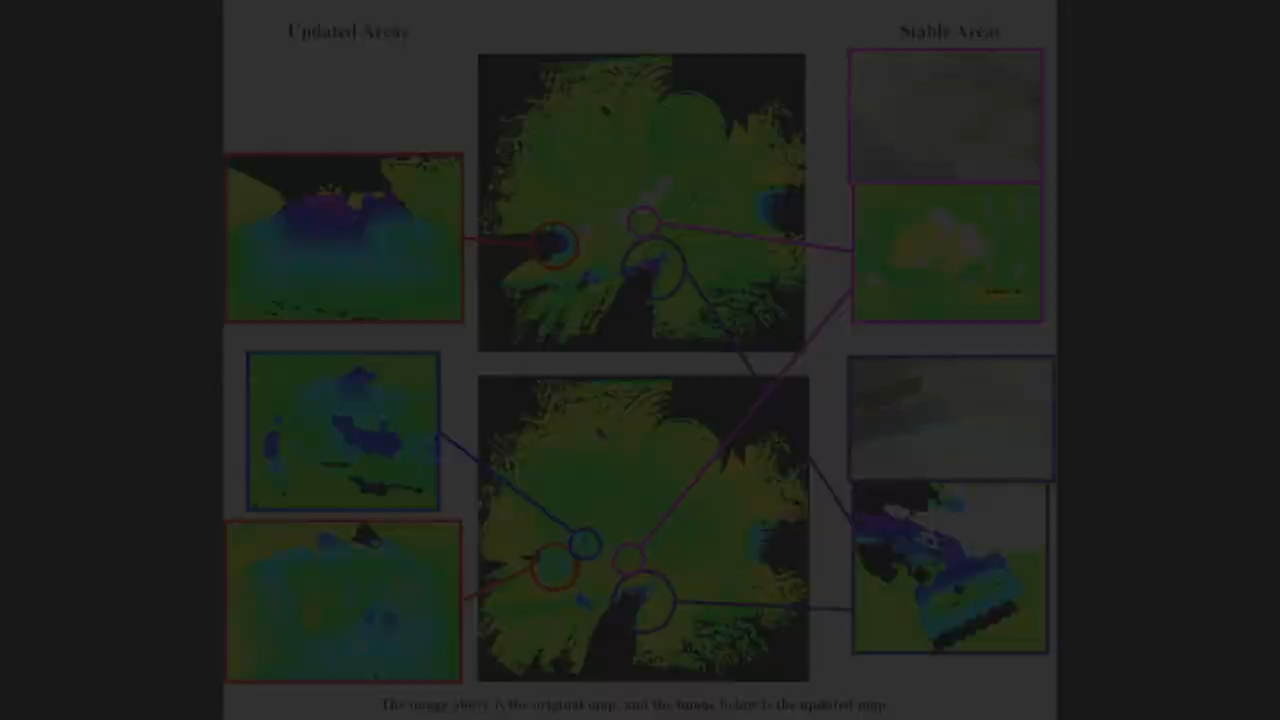 Updated Areas
Stable Areas
The image above is the original map, and the image below is the updated map.